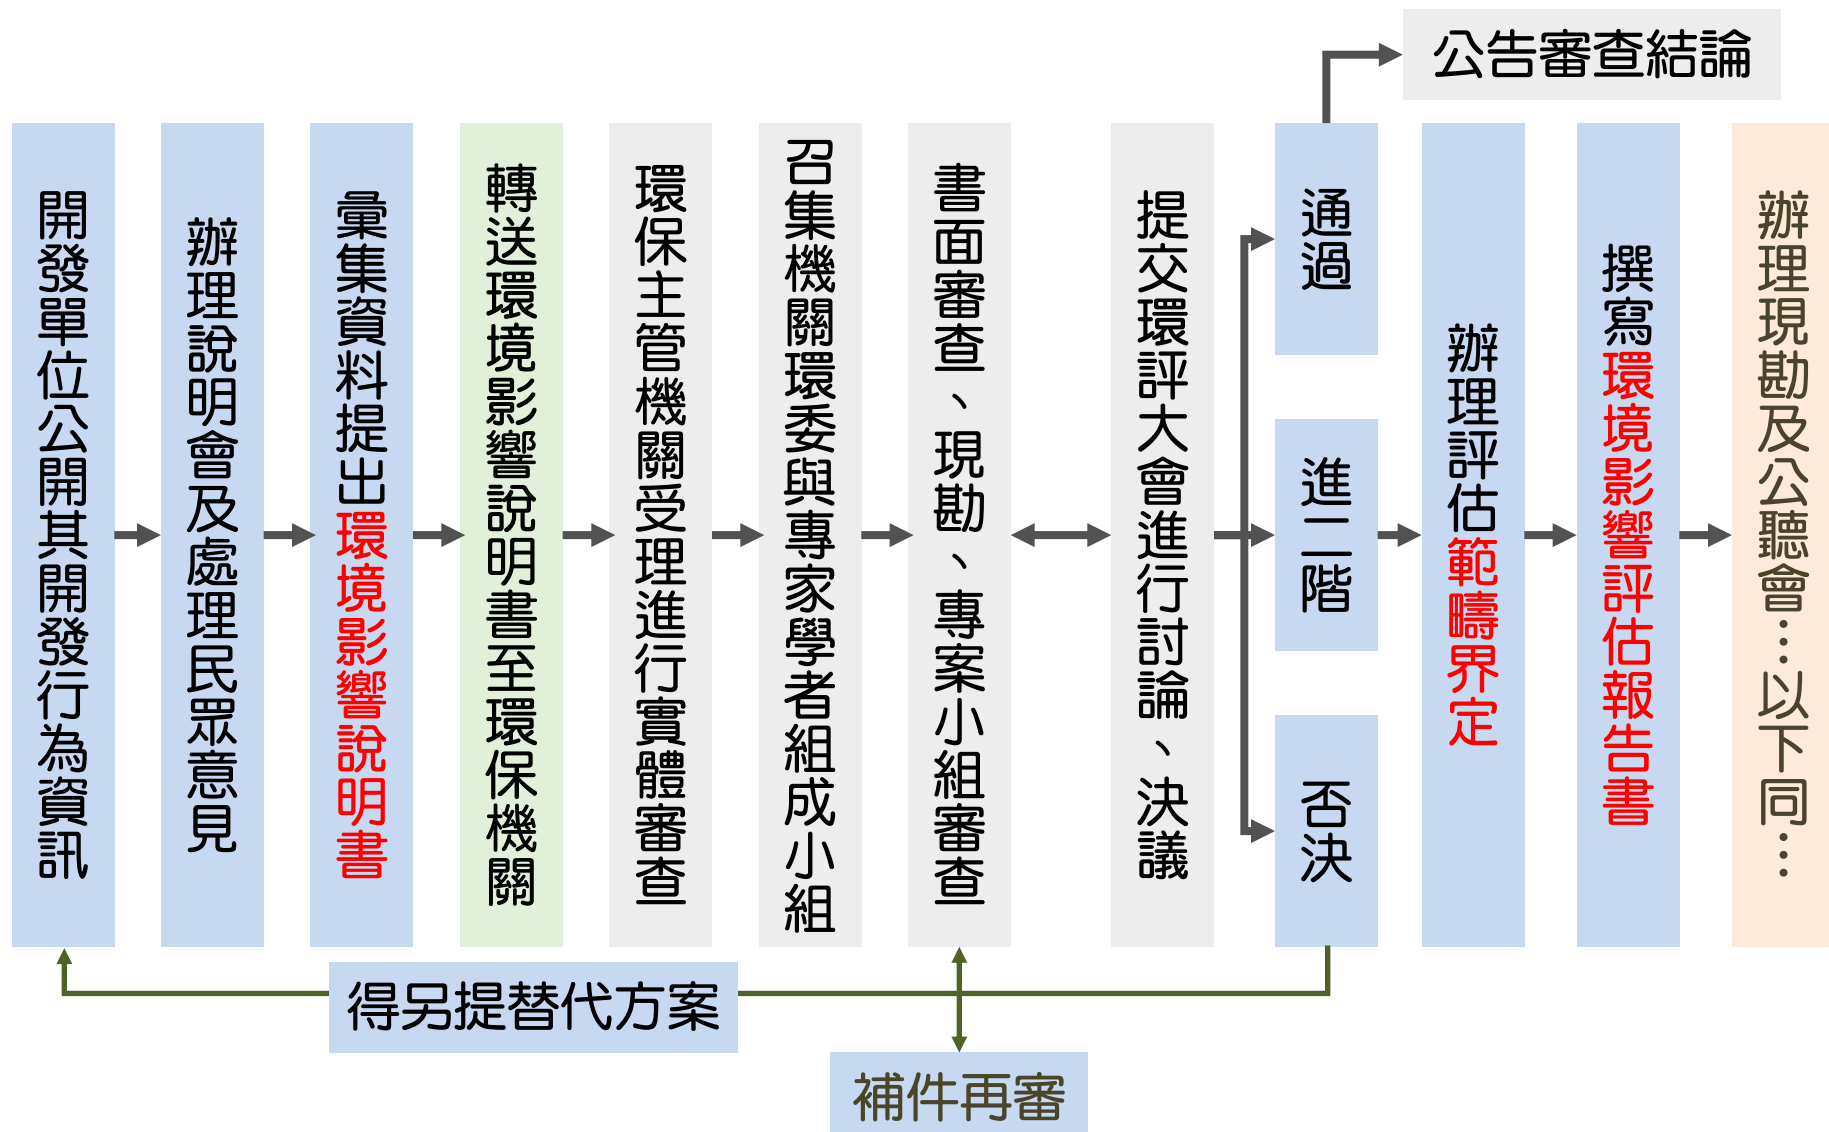 公告審查結論
開發單位公開其開發行為資訊
辦理說明會及處理民眾意見
彙集資料提出環境影響說明書
轉送環境影響說明書至環保機關
環保主管機關受理進行實體審查
召集機關環委與專家學者組成小組
書面審查、現勘、專案小組審查
提交環評大會進行討論、決議
通過
進二階
否決
辦理評估範疇界定
撰寫環境影響評估報告書
辦理現勘及公聽會…以下同…
得另提替代方案
補件再審